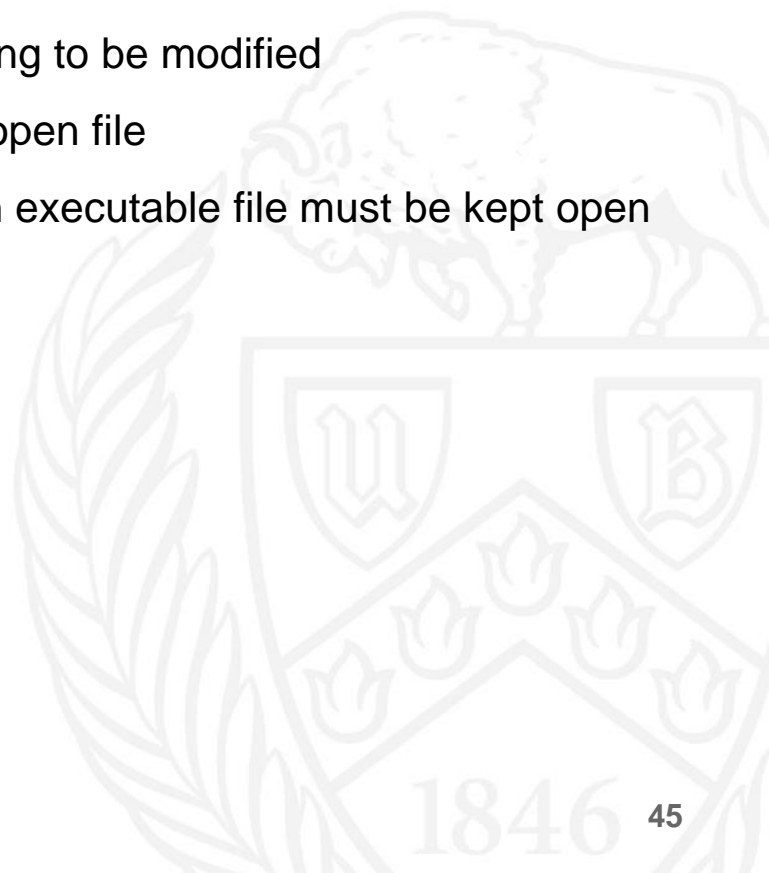 ng to be modified
open file
executable file must be kept open
U B
1846
45